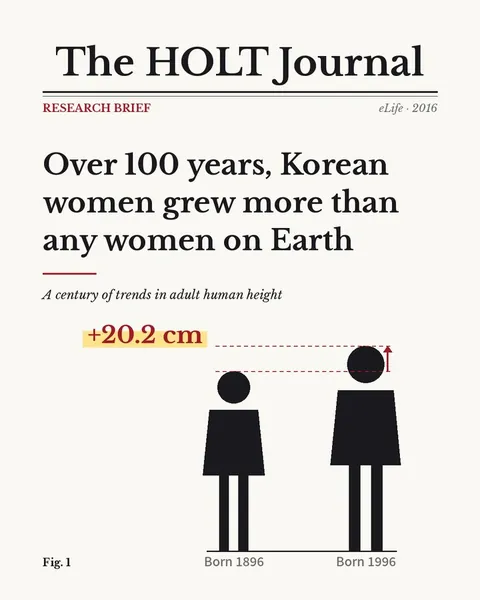 The HOLT Journal
RESEARCH BRIEF
eLife · 2016
Over 100 years, Korean
women grew more than
any women on Earth
A century of trends in adult human height
+20.2 cm
Fig. 1
Born 1896
Born 1996